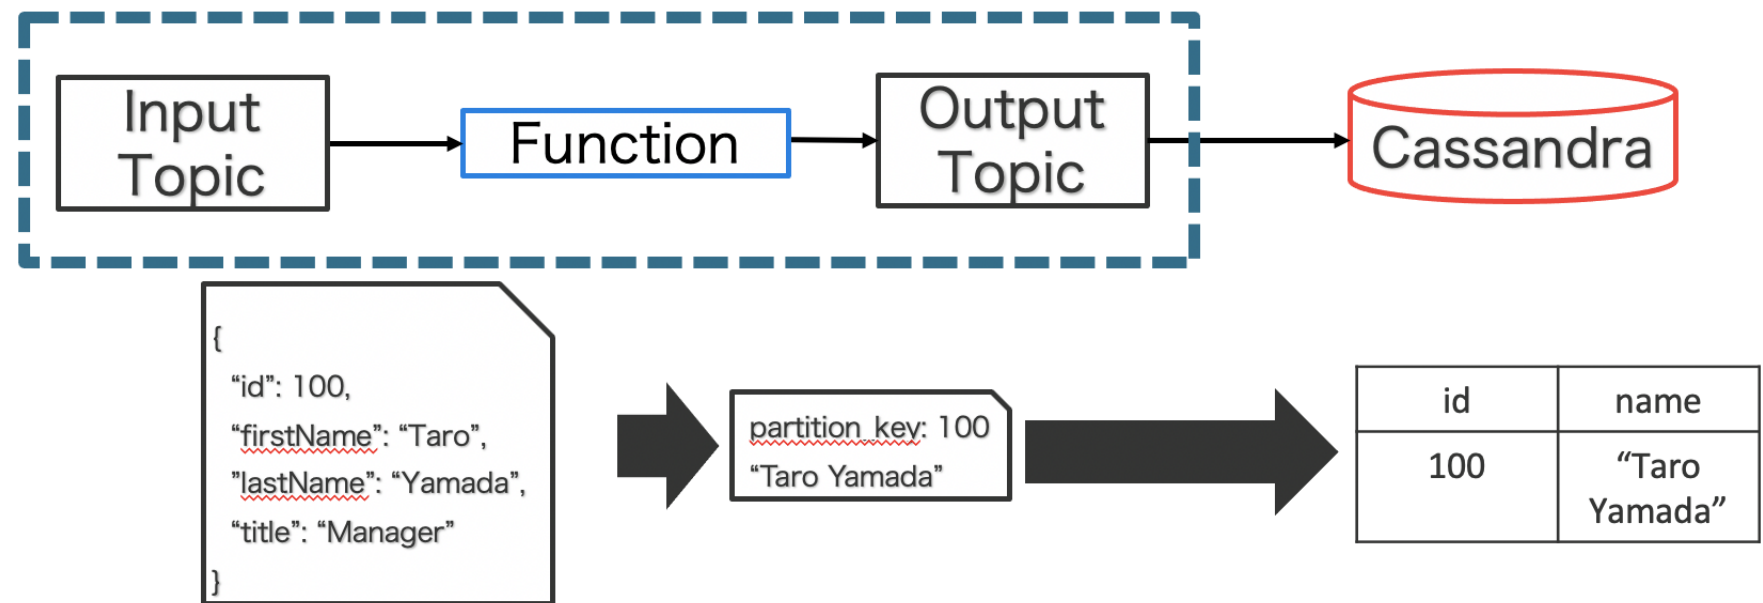 Input
Topic
Function
Output
Topic
Cassandra
{
“id”: 100,
“firstName”: “Taro”,
”lastName”: “Yamada”,
“title”: “Manager”
}
partition_key: 100
“Taro Yamada”
id name
100 “Taro
Yamada”